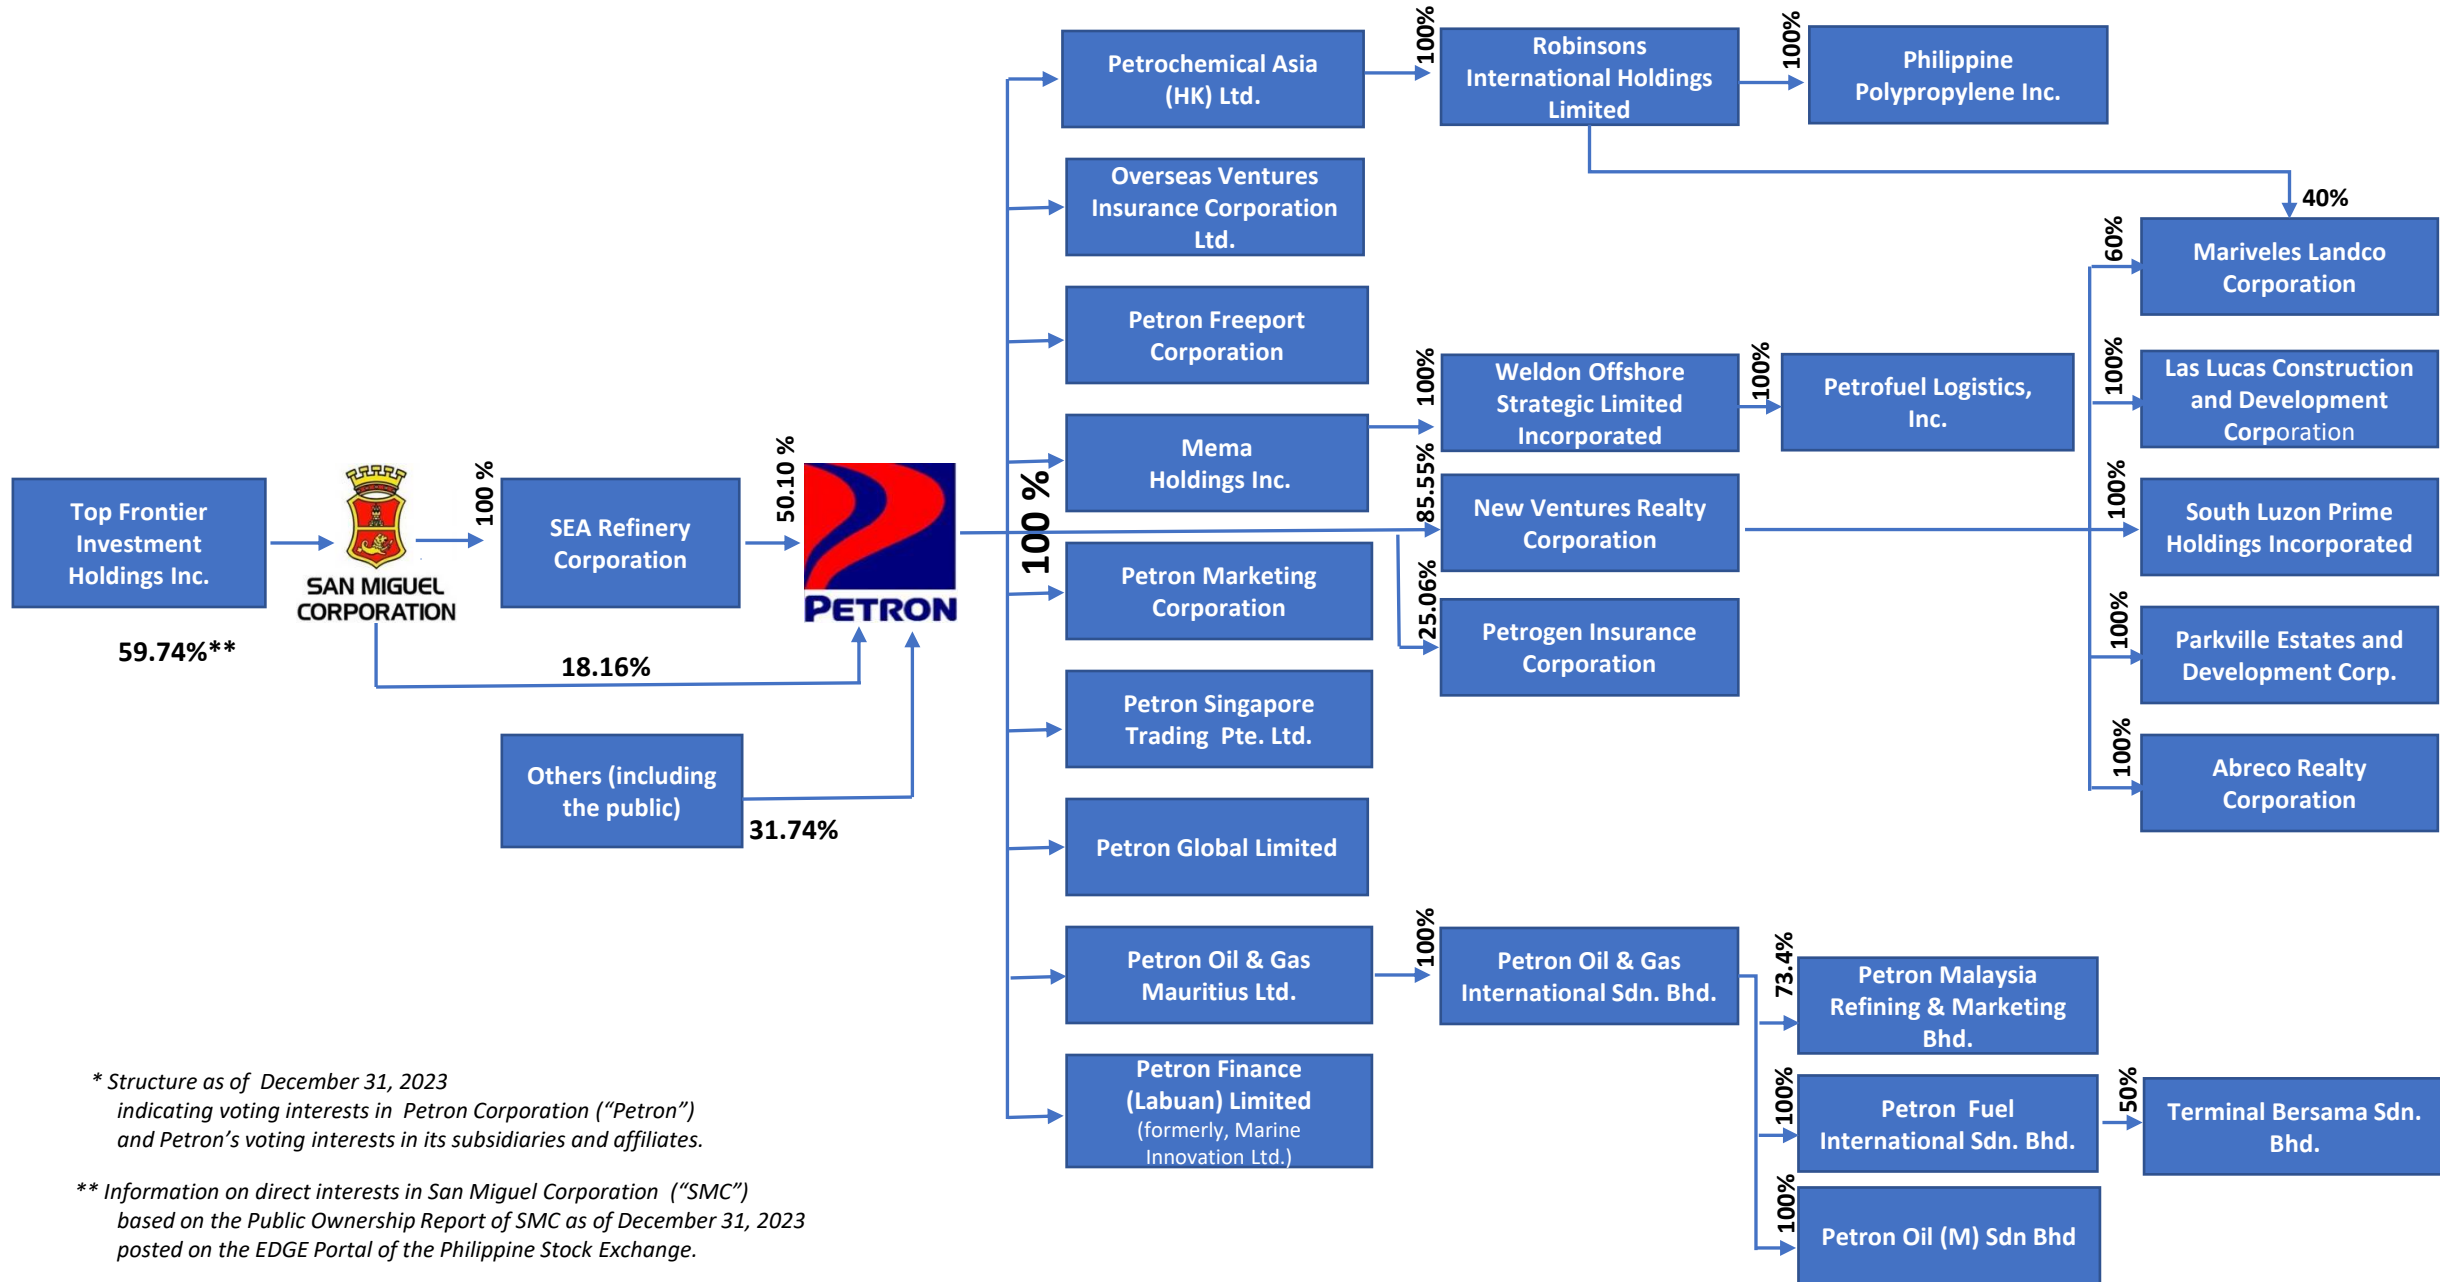 Top Frontier
Investment
Holdings Inc.
59.74%**
SAN MIGUEL
CORPORATION
100 %
SEA Refinery
Corporation
50.10 %
PETRON
18.16%
Others (including
the public)
31.74%
100 %
Petrochemical Asia
(HK) Ltd.
100%
Robinsons
International Holdings
Limited
100%
Philippine
Polypropylene Inc.
40%
Overseas Ventures
Insurance Corporation
Ltd.
Petron Freeport
Corporation
Mema
Holdings Inc.
100%
Weldon Offshore
Strategic Limited
Incorporated
100%
Petrofuel Logistics,
Inc.
85.55%
New Ventures Realty
Corporation
25.06%
Petrogen Insurance
Corporation
60%
Mariveles Landco
Corporation
100%
Las Lucas Construction
and Development
Corporation
100%
South Luzon Prime
Holdings Incorporated
100%
Parkville Estates and
Development Corp.
100%
Abreco Realty
Corporation
Petron Marketing
Corporation
Petron Singapore
Trading Pte. Ltd.
Petron Global Limited
Petron Oil & Gas
Mauritius Ltd.
100%
Petron Oil & Gas
International Sdn. Bhd.
73.4%
Petron Malaysia
Refining & Marketing
Bhd.
100%
Petron Fuel
International Sdn. Bhd.
50%
Terminal Bersama Sdn.
Bhd.
100%
Petron Oil (M) Sdn Bhd
Petron Finance
(Labuan) Limited
(formerly, Marine
Innovation Ltd.)
* Structure as of December 31, 2023
indicating voting interests in Petron Corporation (“Petron”)
and Petron’s voting interests in its subsidiaries and affiliates.
** Information on direct interests in San Miguel Corporation (“SMC”)
based on the Public Ownership Report of SMC as of December 31, 2023
posted on the EDGE Portal of the Philippine Stock Exchange.